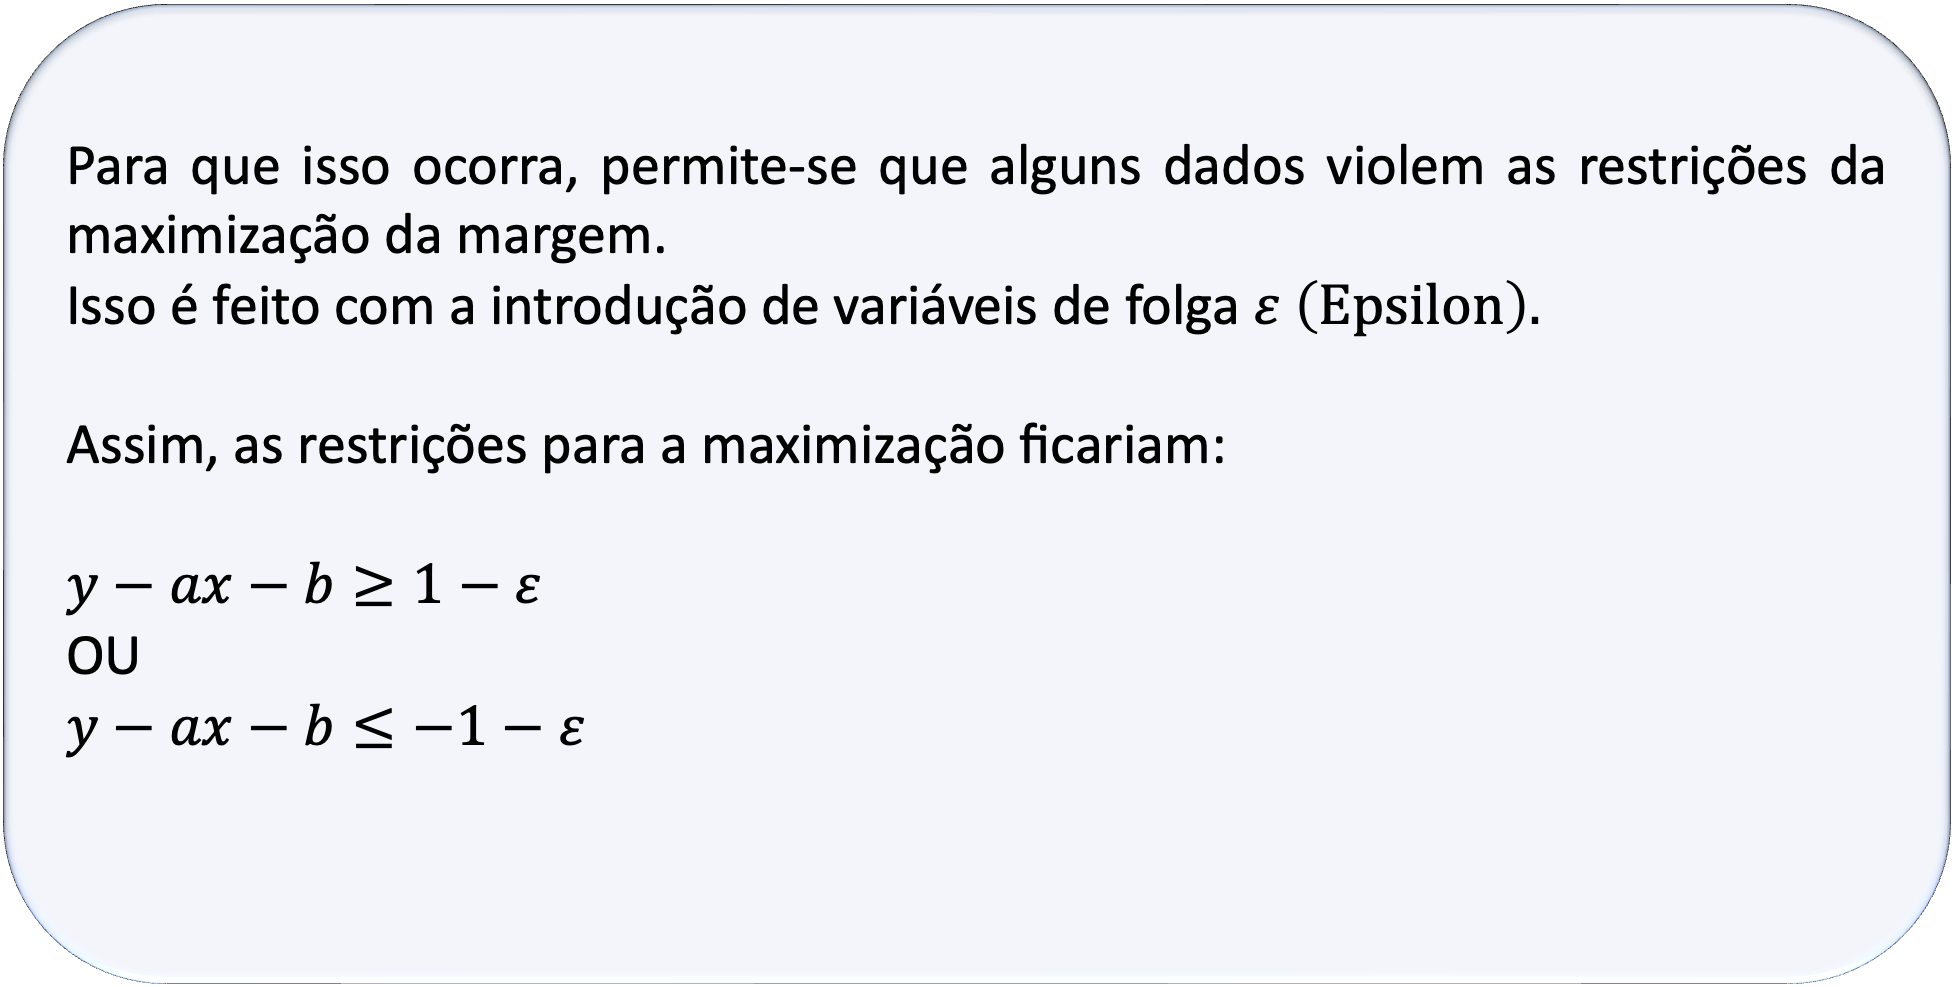 Para que isso ocorra, permite-se que alguns dados violem as restrições da
maximização da margem.
Isso é feito com a introdução de variáveis de folga ε (Epsilon).
Assim, as restrições para a maximização ficariam:
y − ax − b ≥ 1 − ε
OU
y − ax − b ≤ −1 − ε